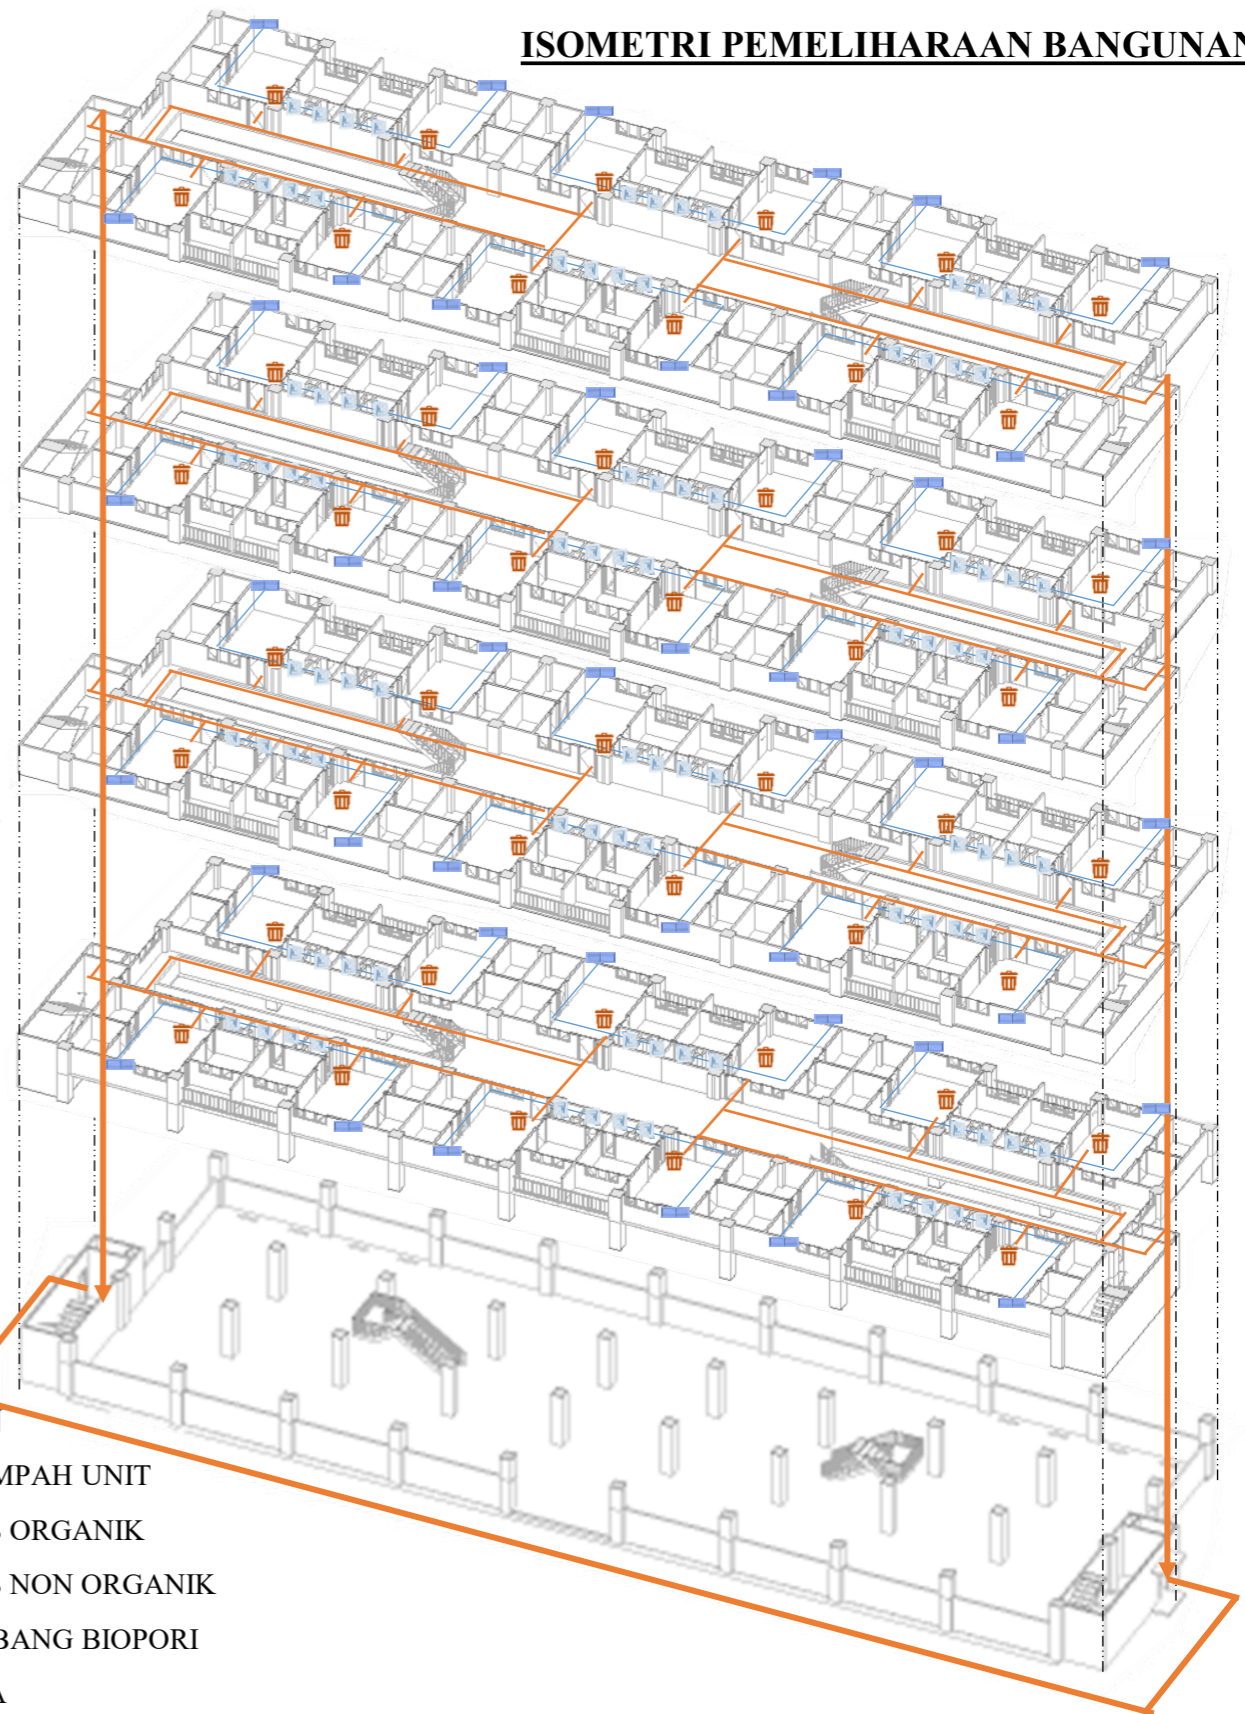 ISOMETRI PEMELIHARAAN BANGUNAN
MPAH UNIT
ORGANIK
NON ORGANIK
BANG BIOPORI
A